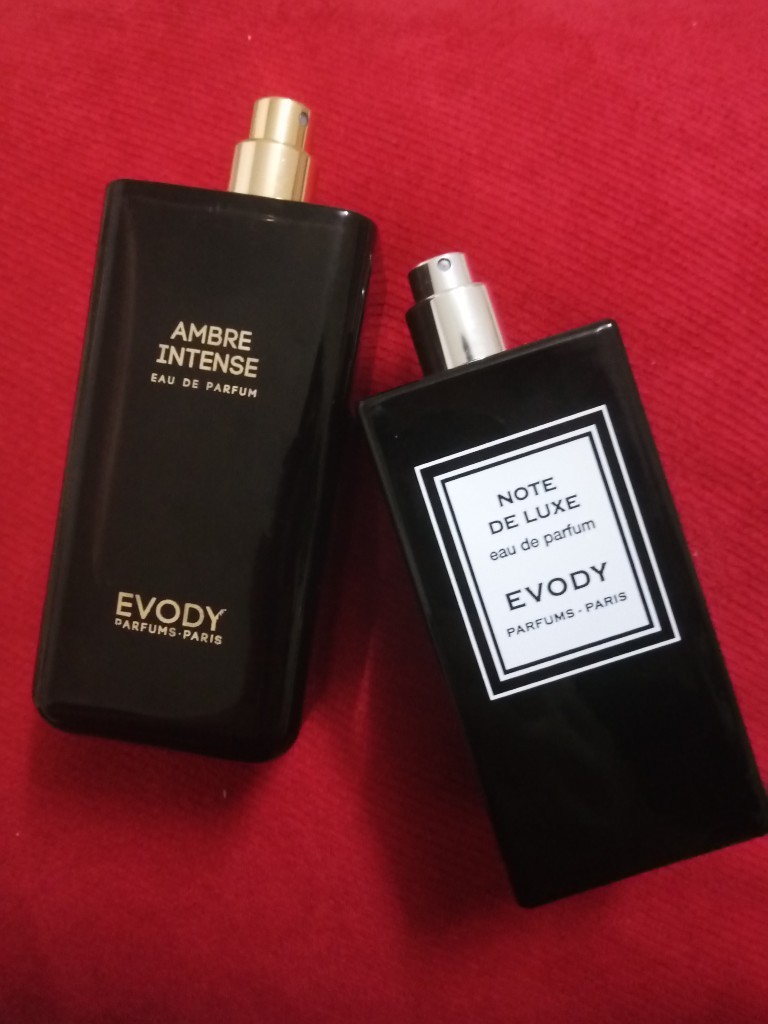 AMBRE
INTENSE
EAU DE PARFUM
EVODY
PARFUMS·PARIS
NOTE
DE LUXE
eau de parfum
EVODY
PARFUMS·PARIS